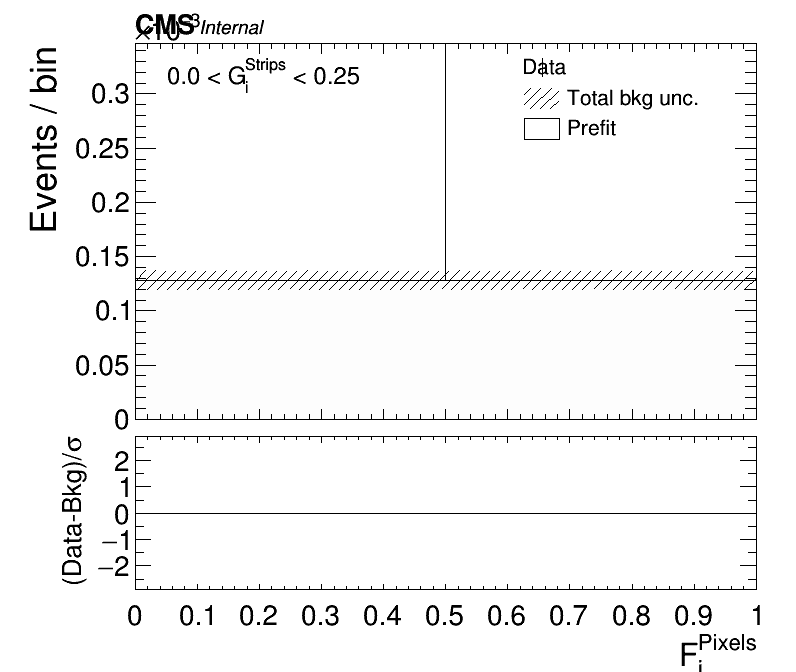 CMS Internal
×10⁻³
Events / bin
0.0 < G_i^Strips < 0.25
Data
Total bkg unc.
Prefit
0.3
0.25
0.2
0.15
0.1
0.05
0
(Data-Bkg)/σ
2
1
0
−1
−2
0 0.1 0.2 0.3 0.4 0.5 0.6 0.7 0.8 0.9 1
F_i^Pixels